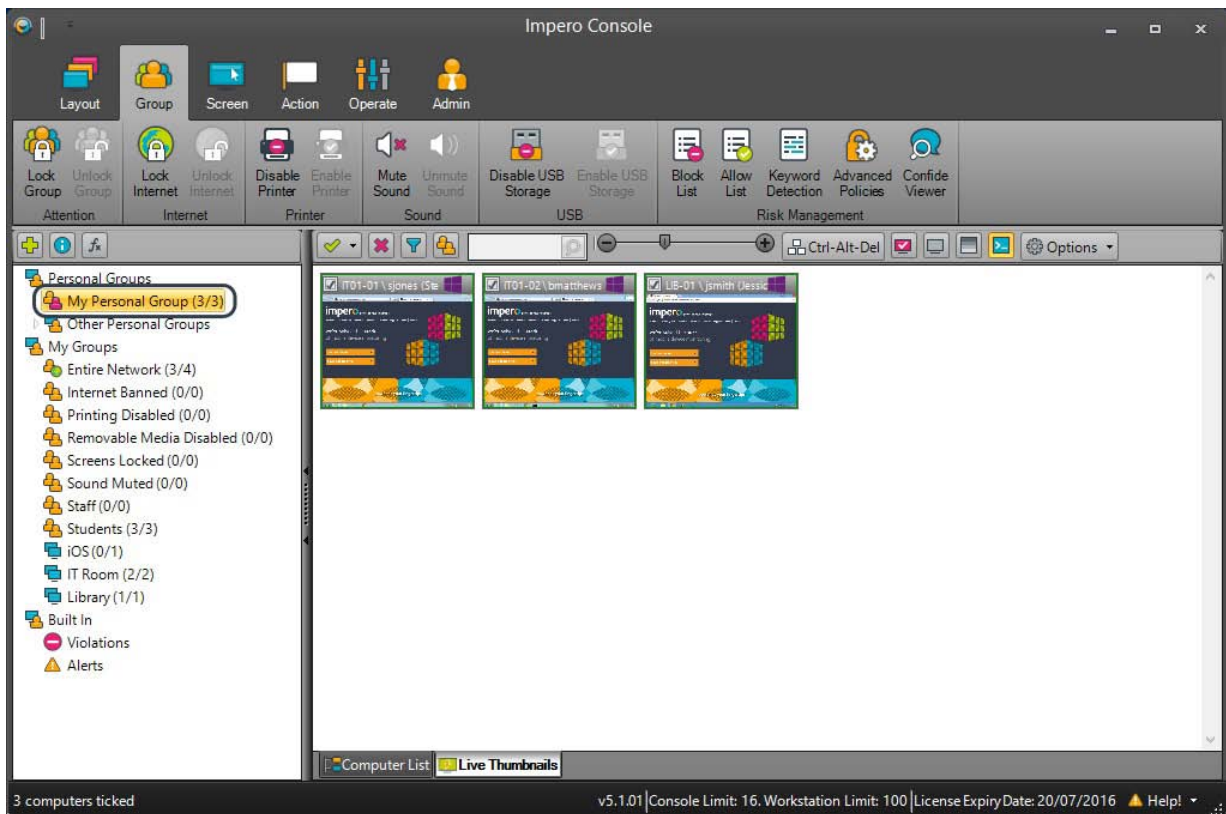 Impero Console
Layout Group Screen Action Operate Admin
Lock Group Unlock Group Lock Internet Unlock Internet Disable Printer Enable Printer Mute Sound Unmute Sound Disable USB Storage Enable USB Storage Block List Allow List Keyword Detection Advanced Policies Confide Viewer
Attention Internet Printer Sound USB Risk Management
Ctrl-Alt-Del Options
Personal Groups
My Personal Group (3/3)
Other Personal Groups
My Groups
Entire Network (3/4)
Internet Banned (0/0)
Printing Disabled (0/0)
Removable Media Disabled (0/0)
Screens Locked (0/0)
Sound Muted (0/0)
Staff (0/0)
Students (3/3)
iOS (0/1)
IT Room (2/2)
Library (1/1)
Built In
Violations
Alerts
IT01-01 \ sjones (Ste IT01-02 \ bmatthews LIB-01 \ jsmith (Jessic
impero impero impero
Computer List Live Thumbnails
3 computers ticked v5.1.01 Console Limit: 16. Workstation Limit: 100 License Expiry Date: 20/07/2016 Help!